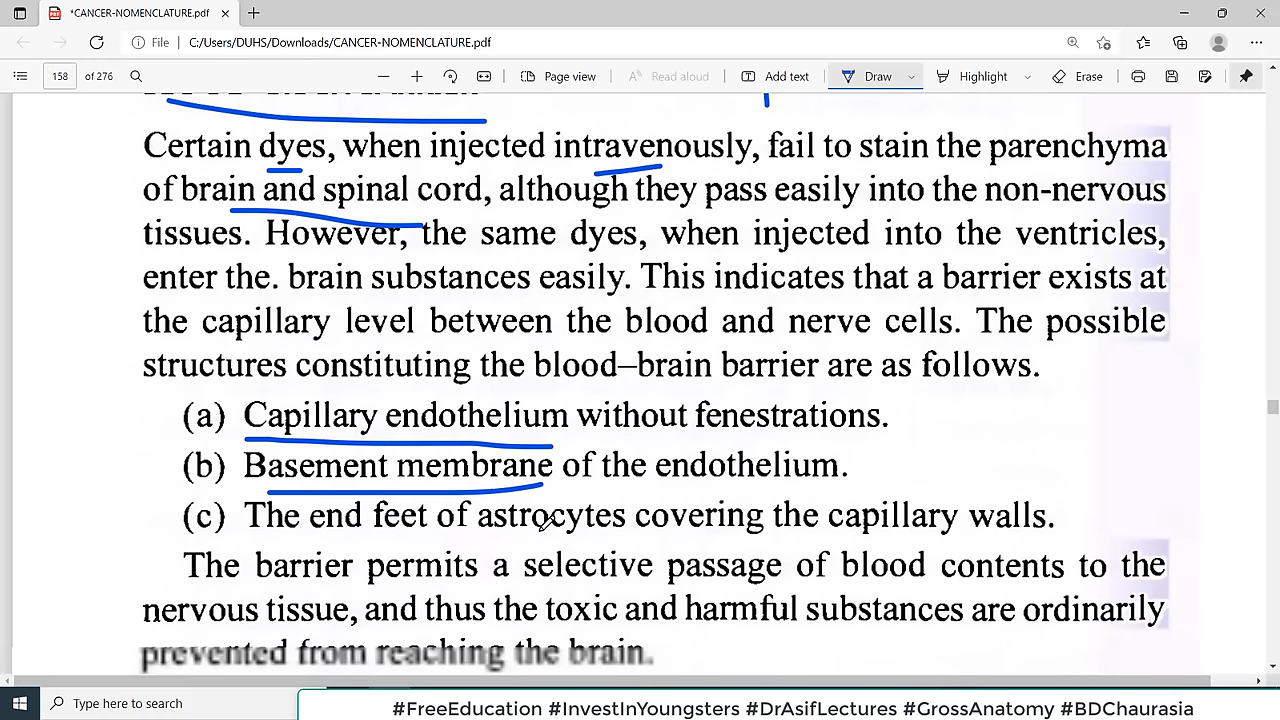 *CANCER-NOMENCLATURE.pdf
File C:/Users/DUHS/Downloads/CANCER-NOMENCLATURE.pdf
158 of 276 Page view Read aloud Add text Draw Highlight Erase
Certain dyes, when injected intravenously, fail to stain the parenchyma
of brain and spinal cord, although they pass easily into the non-nervous
tissues. However, the same dyes, when injected into the ventricles,
enter the. brain substances easily. This indicates that a barrier exists at
the capillary level between the blood and nerve cells. The possible
structures constituting the blood–brain barrier are as follows.
(a) Capillary endothelium without fenestrations.
(b) Basement membrane of the endothelium.
(c) The end feet of astrocytes covering the capillary walls.
The barrier permits a selective passage of blood contents to the
nervous tissue, and thus the toxic and harmful substances are ordinarily
prevented from reaching the brain.
Type here to search
#FreeEducation #InvestInYoungsters #DrAsifLectures #GrossAnatomy #BDChaurasia